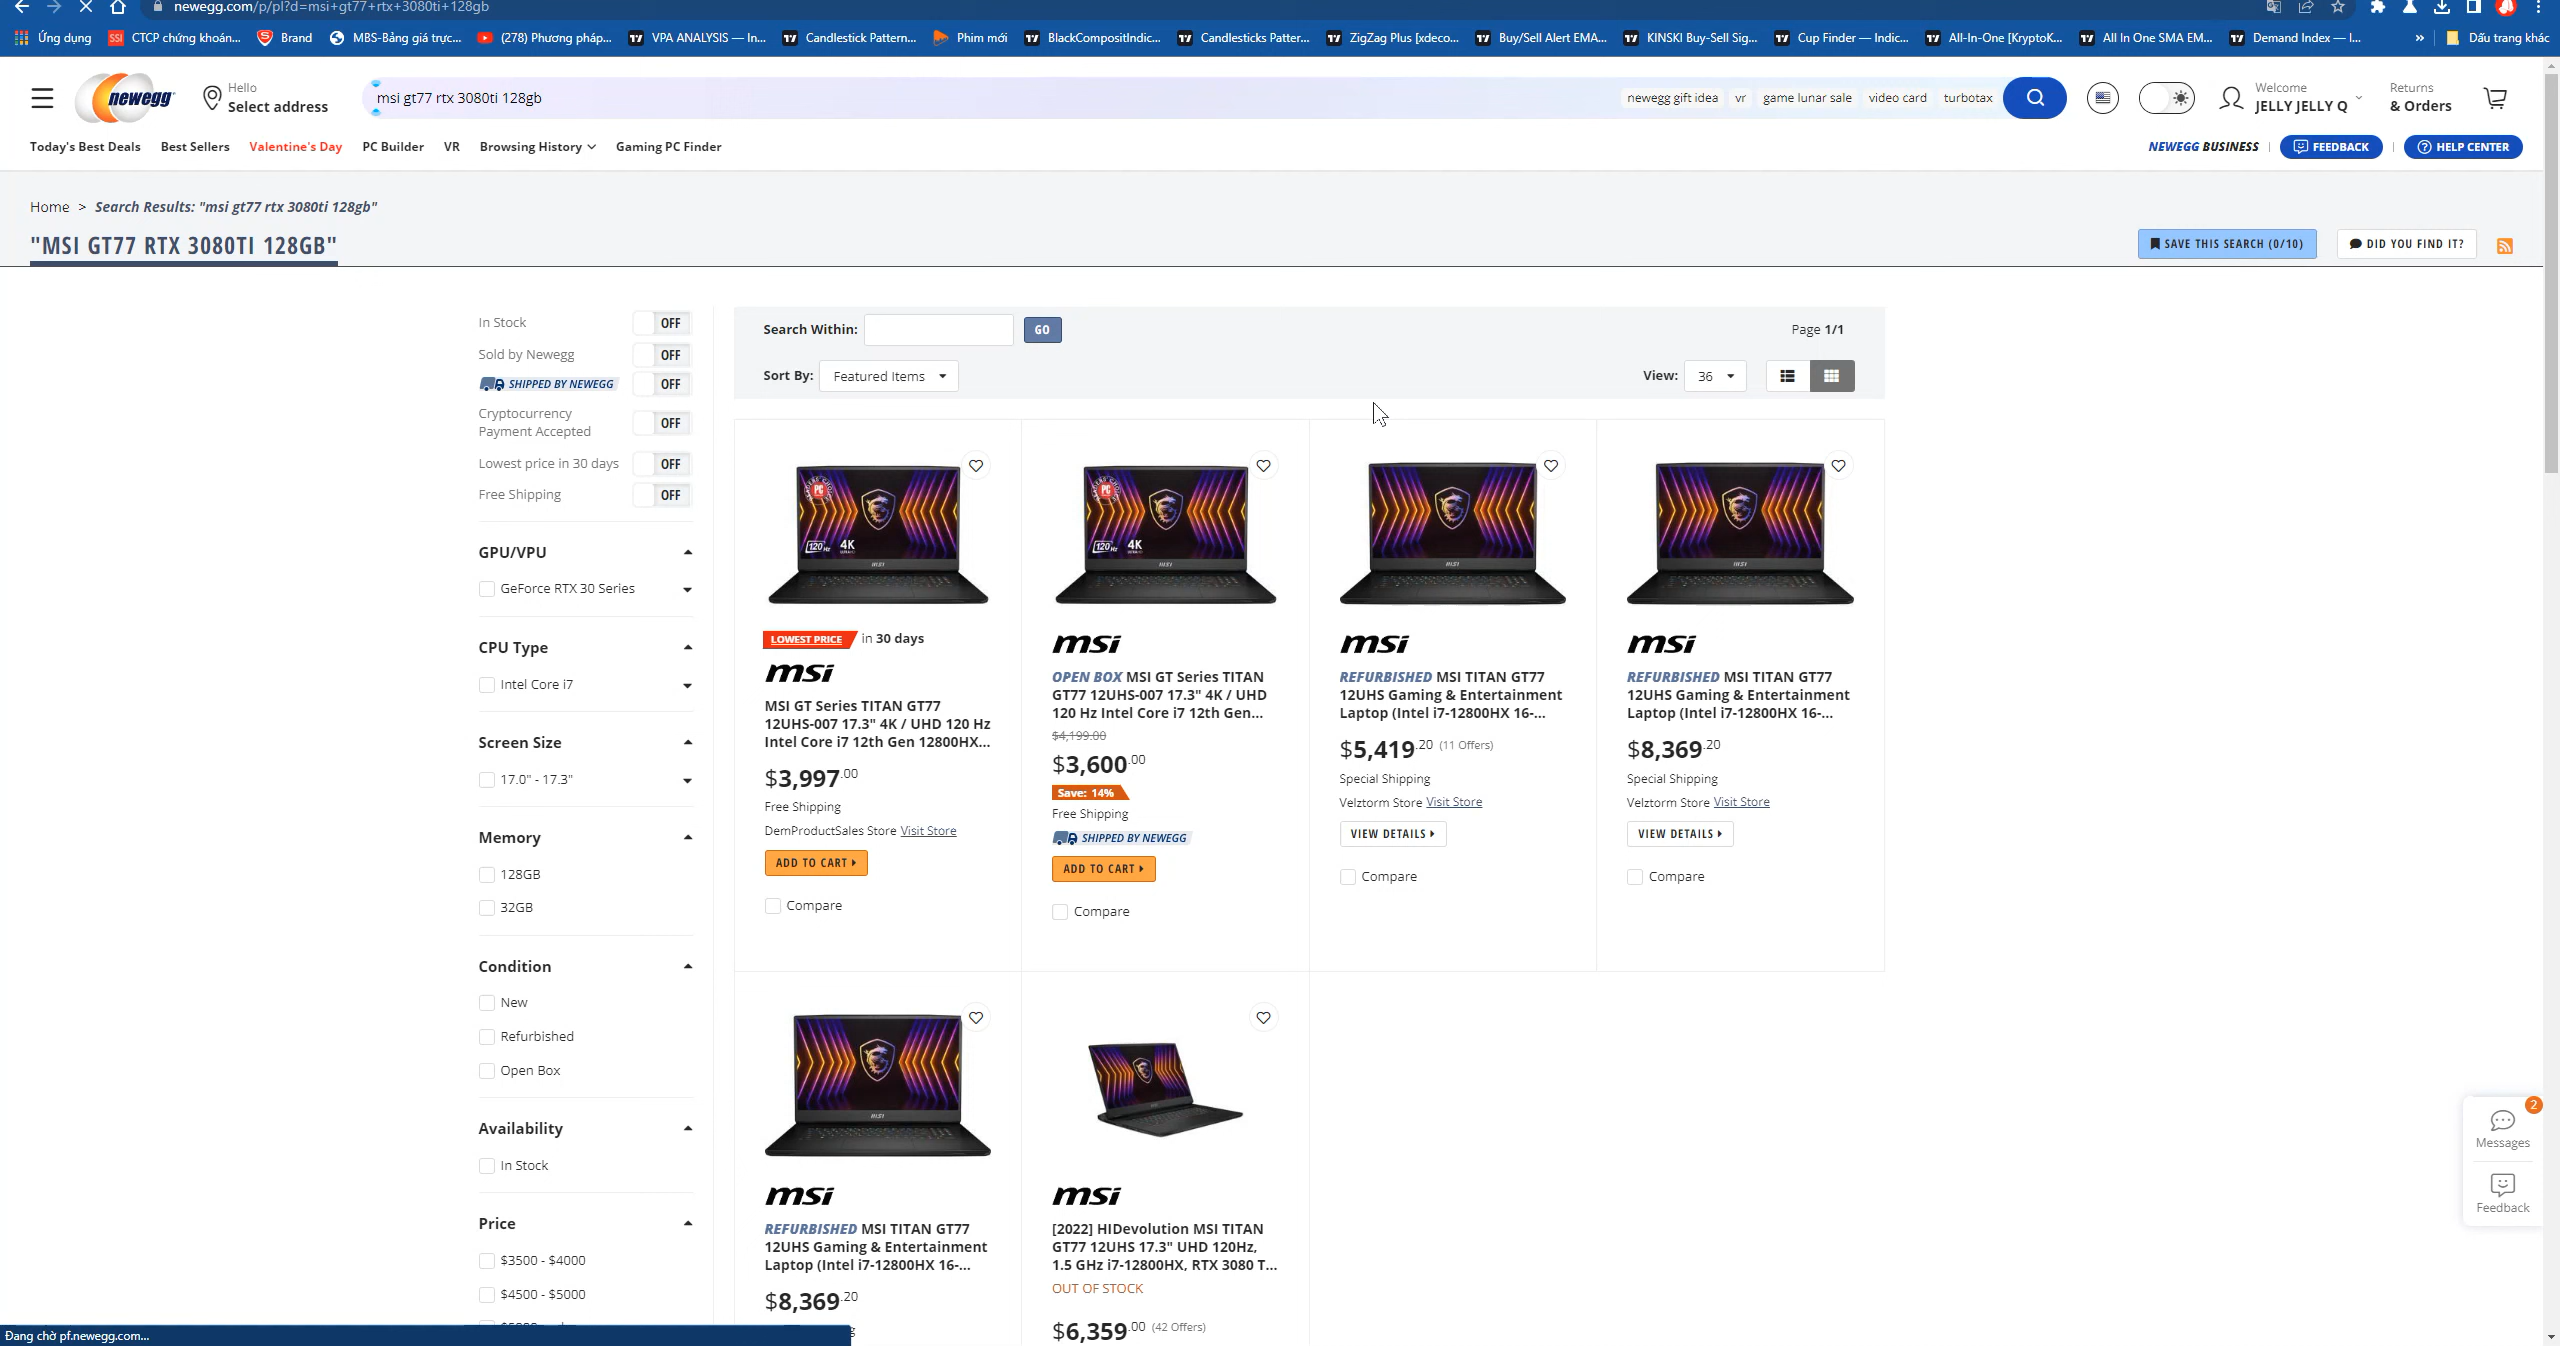 newegg.com/p/pl?d=msi+gt77+rtx+3080ti+128gb
Ứng dụng
SSI CTCP chứng khoán...
Brand
MBS-Bảng giá trực...
(278) Phương pháp...
VPA ANALYSIS — In...
Candlestick Pattern...
Phim mới
BlackCompositIndic...
Candlesticks Patter...
ZigZag Plus [xdeco...
Buy/Sell Alert EMA...
KINSKI Buy-Sell Sig...
Cup Finder — Indic...
All-In-One [KryptoK...
All In One SMA EM...
Demand Index — I...
»
Dấu trang khác
newegg
Hello
Select address
msi gt77 rtx 3080ti 128gb
newegg gift idea
vr
game lunar sale
video card
turbotax
Welcome
JELLY JELLY Q
Returns
& Orders
Today's Best Deals
Best Sellers
Valentine's Day
PC Builder
VR
Browsing History
Gaming PC Finder
NEWEGG BUSINESS
FEEDBACK
HELP CENTER
Home > Search Results: "msi gt77 rtx 3080ti 128gb"
"MSI GT77 RTX 3080TI 128GB"
SAVE THIS SEARCH (0/10)
DID YOU FIND IT?
In Stock OFF
Sold by Newegg OFF
SHIPPED BY NEWEGG OFF
Cryptocurrency
Payment Accepted OFF
Lowest price in 30 days OFF
Free Shipping OFF
GPU/VPU
GeForce RTX 30 Series
CPU Type
Intel Core i7
Screen Size
17.0" - 17.3"
Memory
128GB
32GB
Condition
New
Refurbished
Open Box
Availability
In Stock
Price
$3500 - $4000
$4500 - $5000
Search Within:
GO
Page 1/1
Sort By: Featured Items
View: 36
120 Hz 4K
msi
LOWEST PRICE in 30 days
msi
MSI GT Series TITAN GT77
12UHS-007 17.3" 4K / UHD 120 Hz
Intel Core i7 12th Gen 12800HX...
$3,997.00
Free Shipping
DemProductSales Store Visit Store
ADD TO CART
Compare
120 Hz 4K
msi
msi
OPEN BOX MSI GT Series TITAN
GT77 12UHS-007 17.3" 4K / UHD
120 Hz Intel Core i7 12th Gen...
$4,199.00
$3,600.00
Save: 14%
Free Shipping
SHIPPED BY NEWEGG
ADD TO CART
Compare
msi
msi
REFURBISHED MSI TITAN GT77
12UHS Gaming & Entertainment
Laptop (Intel i7-12800HX 16-...
$5,419.20 (11 Offers)
Special Shipping
Velztorm Store Visit Store
VIEW DETAILS
Compare
msi
msi
REFURBISHED MSI TITAN GT77
12UHS Gaming & Entertainment
Laptop (Intel i7-12800HX 16-...
$8,369.20
Special Shipping
Velztorm Store Visit Store
VIEW DETAILS
Compare
msi
msi
REFURBISHED MSI TITAN GT77
12UHS Gaming & Entertainment
Laptop (Intel i7-12800HX 16-...
$8,369.20
msi
[2022] HIDevolution MSI TITAN
GT77 12UHS 17.3" UHD 120Hz,
1.5 GHz i7-12800HX, RTX 3080 T...
OUT OF STOCK
$6,359.00 (42 Offers)
2
Messages
Feedback
Đang chờ pf.newegg.com...